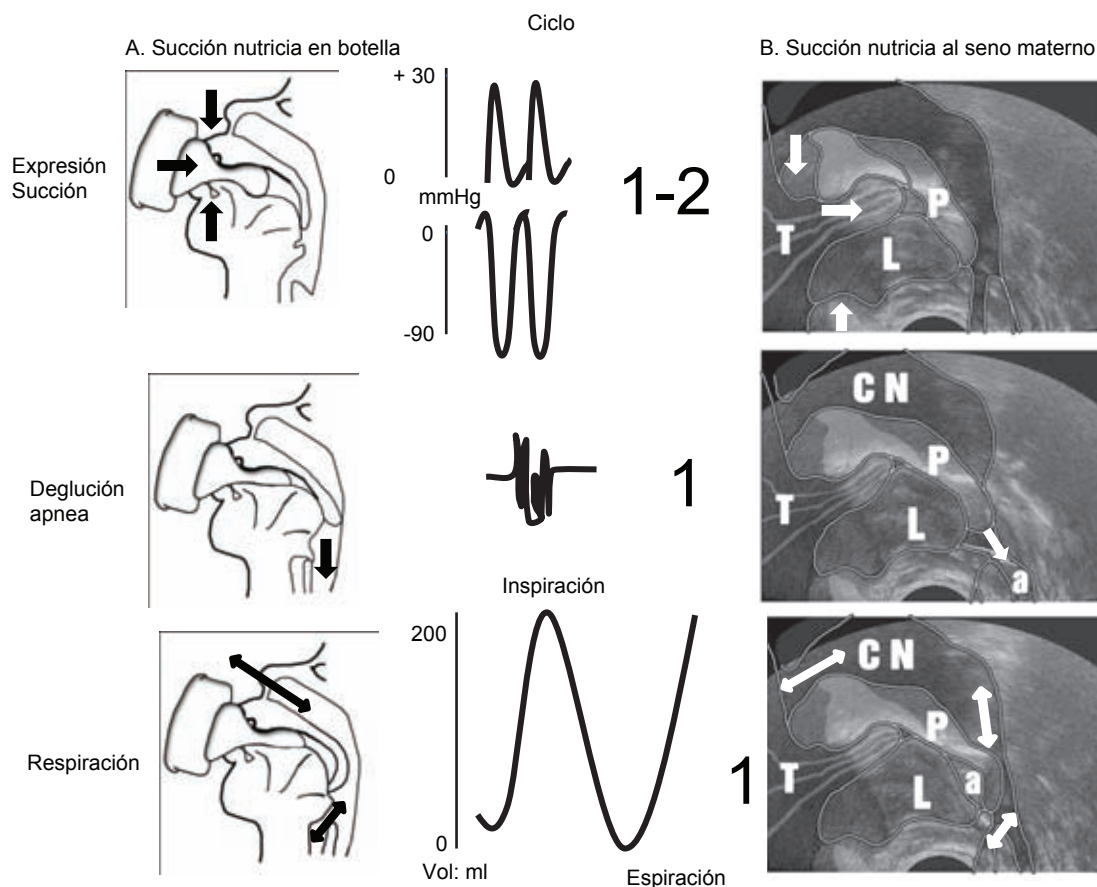 Ciclo
A. Succión nutricia en botella
B. Succión nutricia al seno materno
Expresión
Succión
+ 30
0
mmHg
0
-90
1-2
P
T
L
Deglución
apnea
1
C N
P
T
L
a
Inspiración
Respiración
200
0
Vol: ml
Espiración
1
C N
P
T
a
L